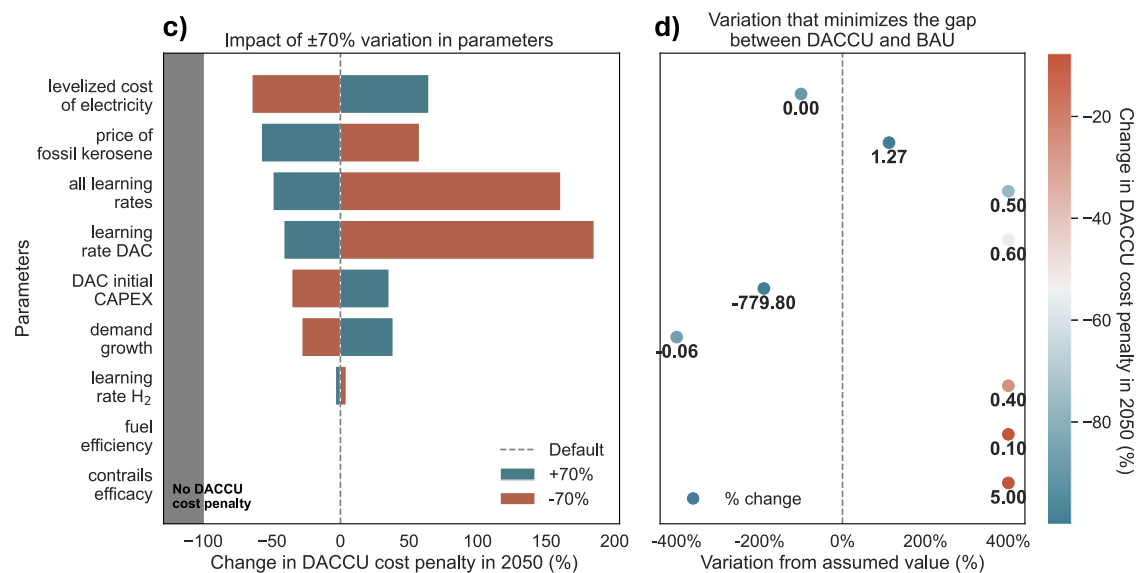 c)
Impact of ±70% variation in parameters
Parameters
levelized cost
of electricity
price of
fossil kerosene
all learning
rates
learning
rate DAC
DAC initial
CAPEX
demand
growth
learning
rate H₂
fuel
efficiency
contrails
efficacy
No DACCU
cost penalty
Default
+70%
-70%
−100
−50
0
50
100
150
200
Change in DACCU cost penalty in 2050 (%)
d)
Variation that minimizes the gap
between DACCU and BAU
0.00
1.27
0.50
0.60
-779.80
-0.06
0.40
0.10
5.00
% change
-400%
-200%
0%
200%
400%
Variation from assumed value (%)
−20
−40
−60
−80
Change in DACCU cost penalty in 2050 (%)